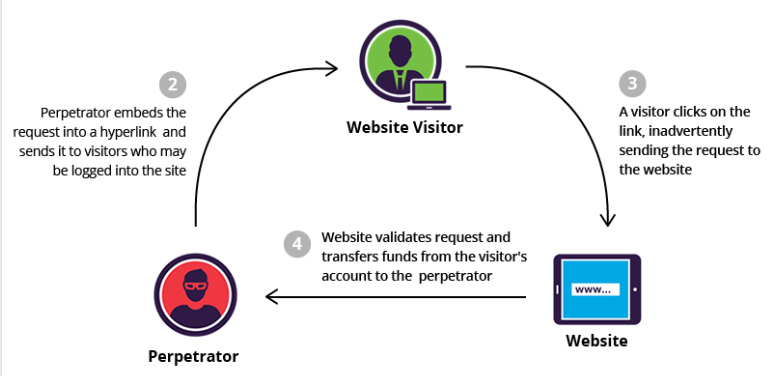 2
Perpetrator embeds the
request into a hyperlink and
sends it to visitors who may
be logged into the site
Website Visitor
3
A visitor clicks on the
link, inadvertently
sending the request to
the website
4
Website validates request and
transfers funds from the visitor's
account to the perpetrator
Perpetrator
www...
Website